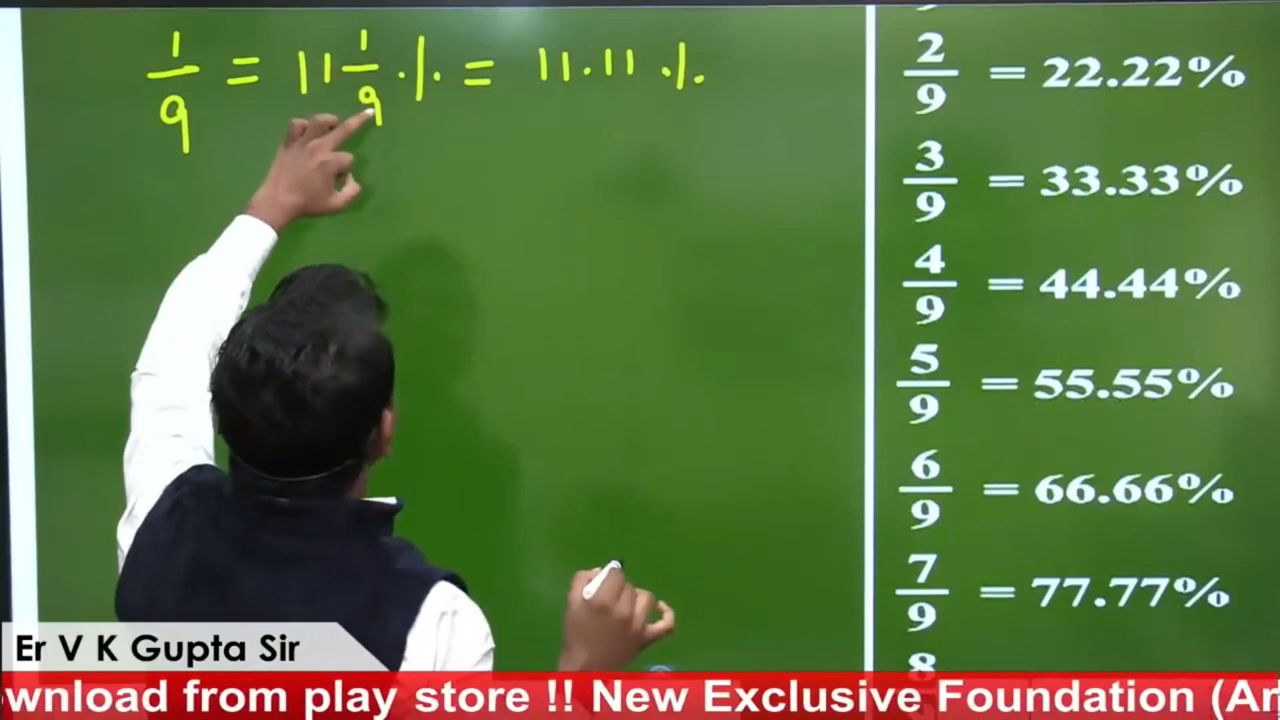 1/9 = 11 1/9 % = 11.11 %
2/9 = 22.22%
3/9 = 33.33%
4/9 = 44.44%
5/9 = 55.55%
6/9 = 66.66%
7/9 = 77.77%
8
Er V K Gupta Sir
wnload from play store !! New Exclusive Foundation (Ar